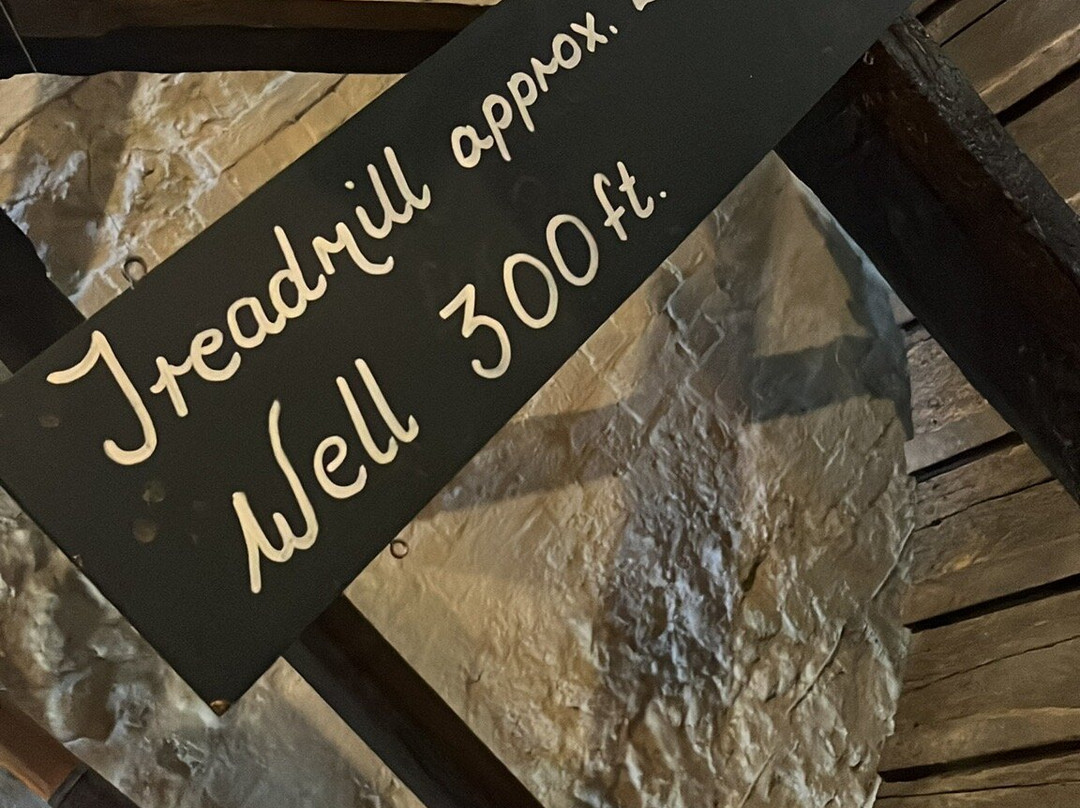 Treadmill approx.
Well 300ft.